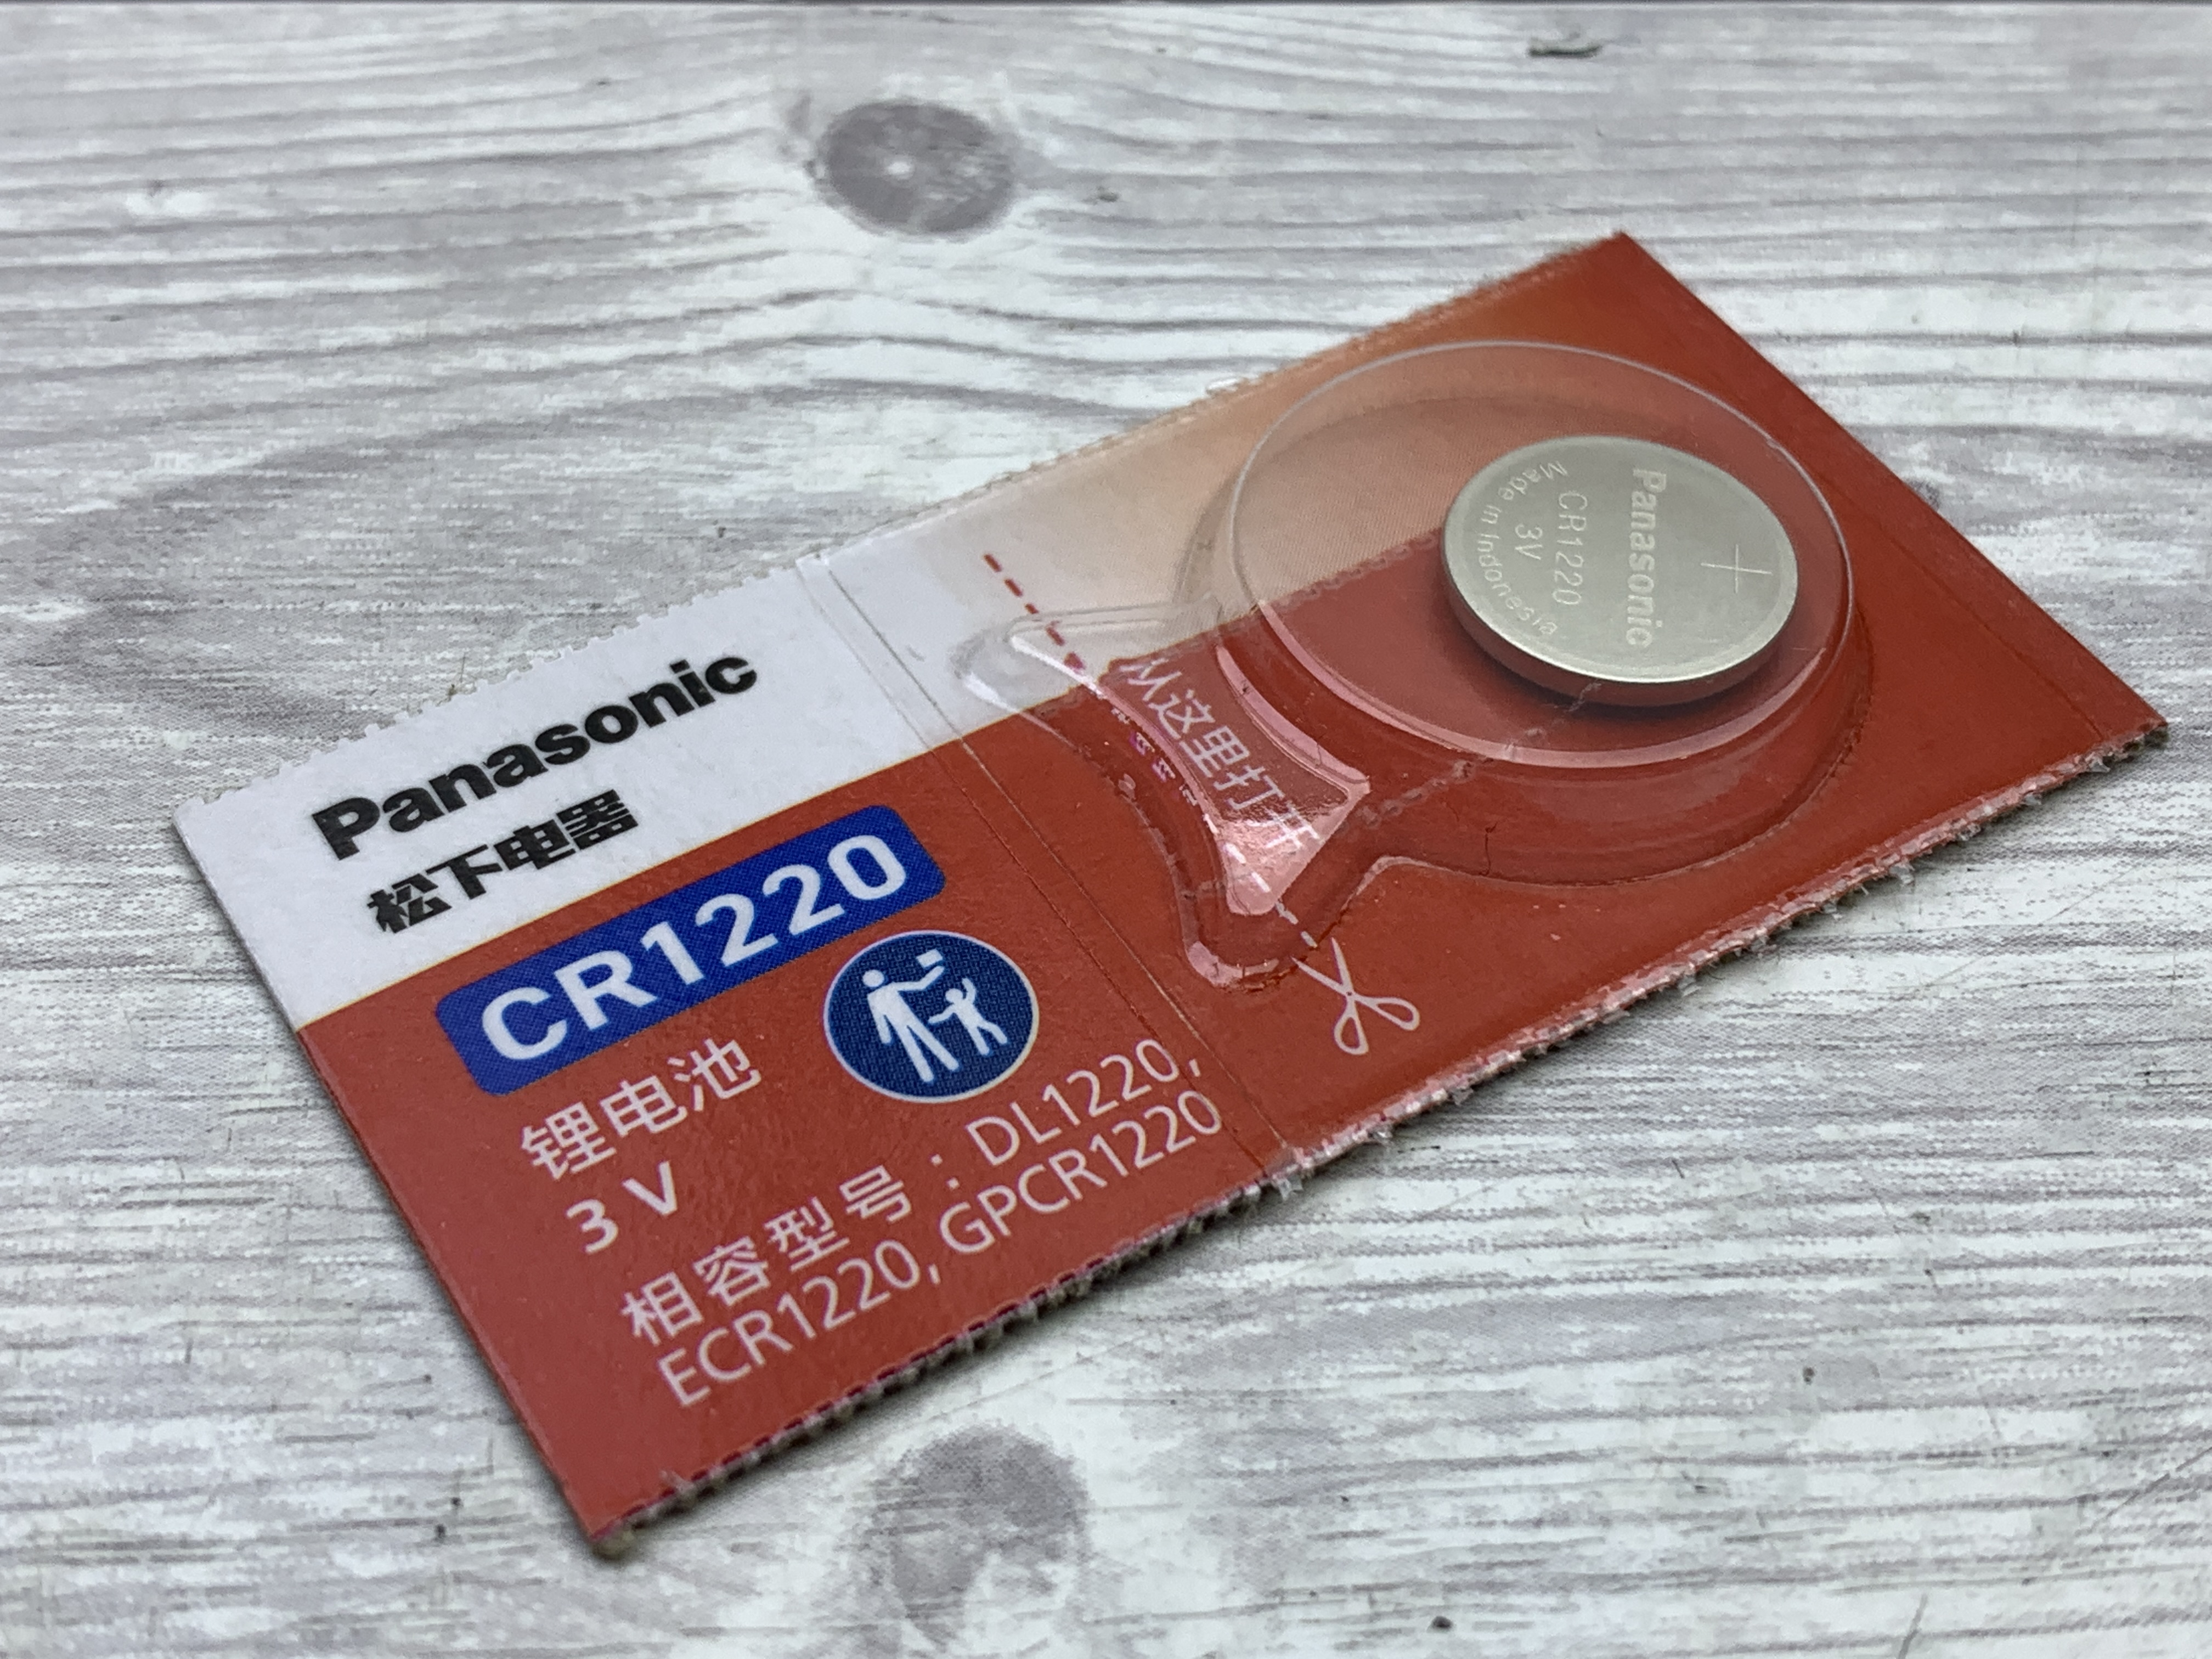 Panasonic
松下电器
CR1220
锂电池
3 V
相容型号：DL1220,
ECR1220, GPCR1220
从这里打开
+
Panasonic
CR1220
3V
Made in Indonesia